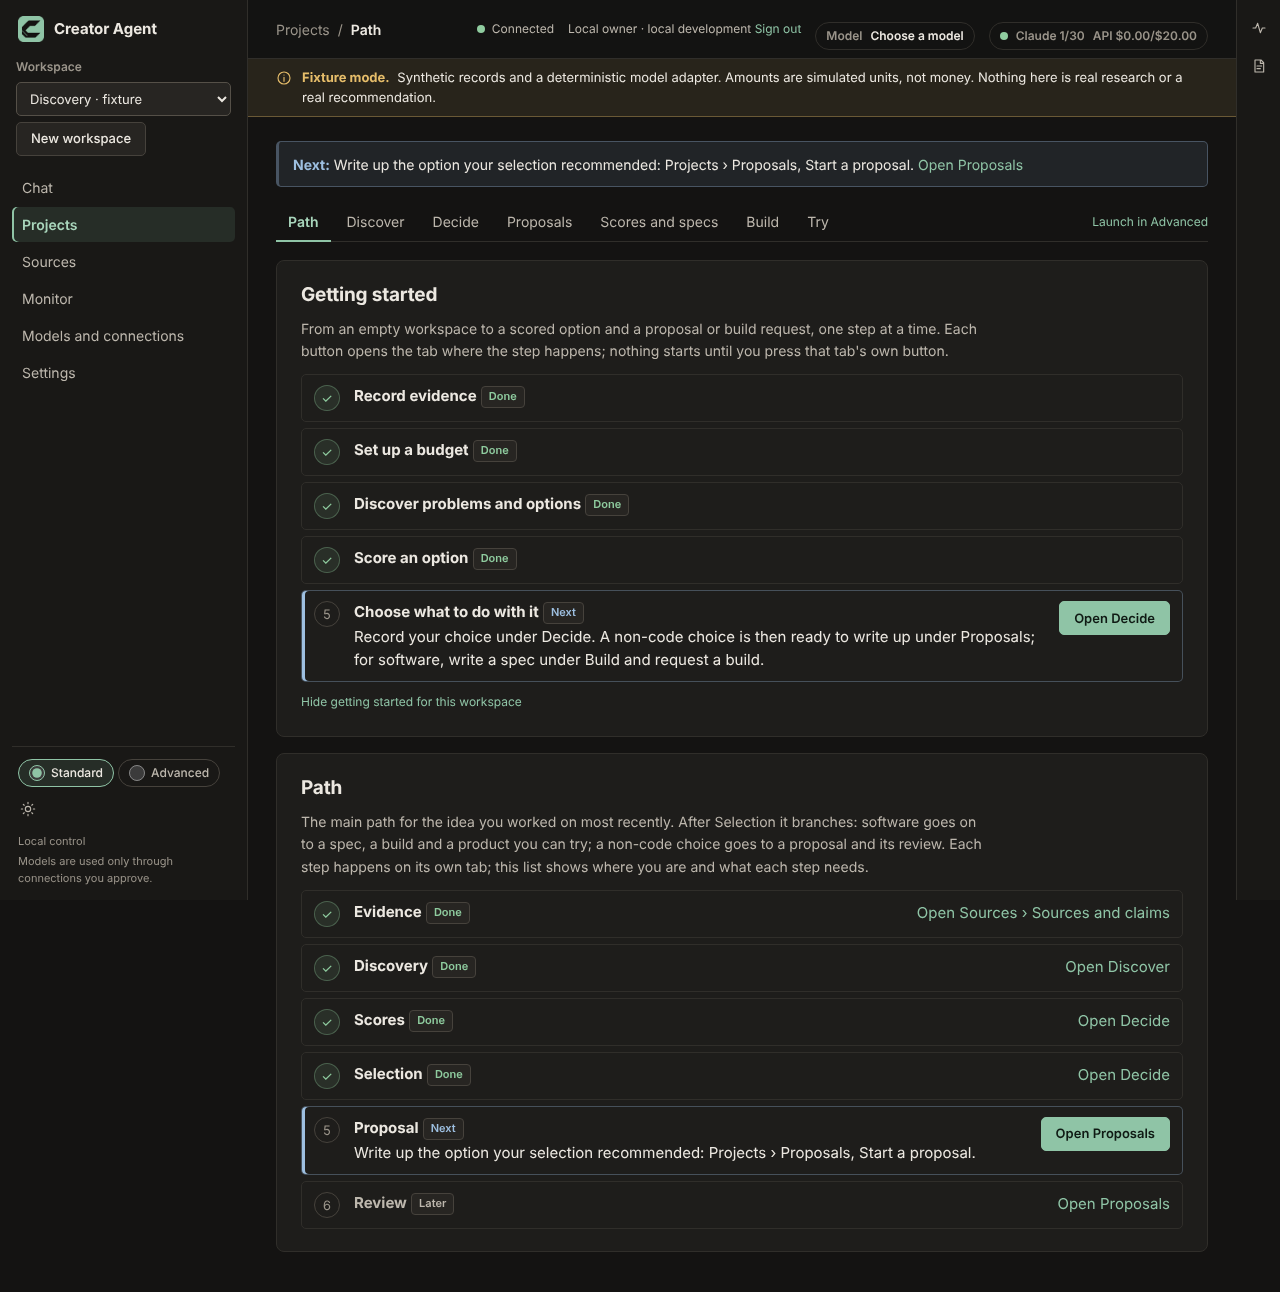 Creator Agent
Workspace
Discovery · fixture
New workspace
Chat
Projects
Sources
Monitor
Models and connections
Settings
Standard
Advanced
Local control
Models are used only through
connections you approve.
Projects / Path
Connected
Local owner · local development Sign out
Model Choose a model
Claude 1/30 API $0.00/$20.00
Fixture mode. Synthetic records and a deterministic model adapter. Amounts are simulated units, not money. Nothing here is real research or a
real recommendation.
Next: Write up the option your selection recommended: Projects › Proposals, Start a proposal. Open Proposals
Path Discover Decide Proposals Scores and specs Build Try Launch in Advanced
Getting started
From an empty workspace to a scored option and a proposal or build request, one step at a time. Each
button opens the tab where the step happens; nothing starts until you press that tab's own button.
Record evidence Done
Set up a budget Done
Discover problems and options Done
Score an option Done
5 Choose what to do with it Next Open Decide
Record your choice under Decide. A non-code choice is then ready to write up under Proposals;
for software, write a spec under Build and request a build.
Hide getting started for this workspace
Path
The main path for the idea you worked on most recently. After Selection it branches: software goes on
to a spec, a build and a product you can try; a non-code choice goes to a proposal and its review. Each
step happens on its own tab; this list shows where you are and what each step needs.
Evidence Done Open Sources › Sources and claims
Discovery Done Open Discover
Scores Done Open Decide
Selection Done Open Decide
5 Proposal Next Open Proposals
Write up the option your selection recommended: Projects › Proposals, Start a proposal.
6 Review Later Open Proposals